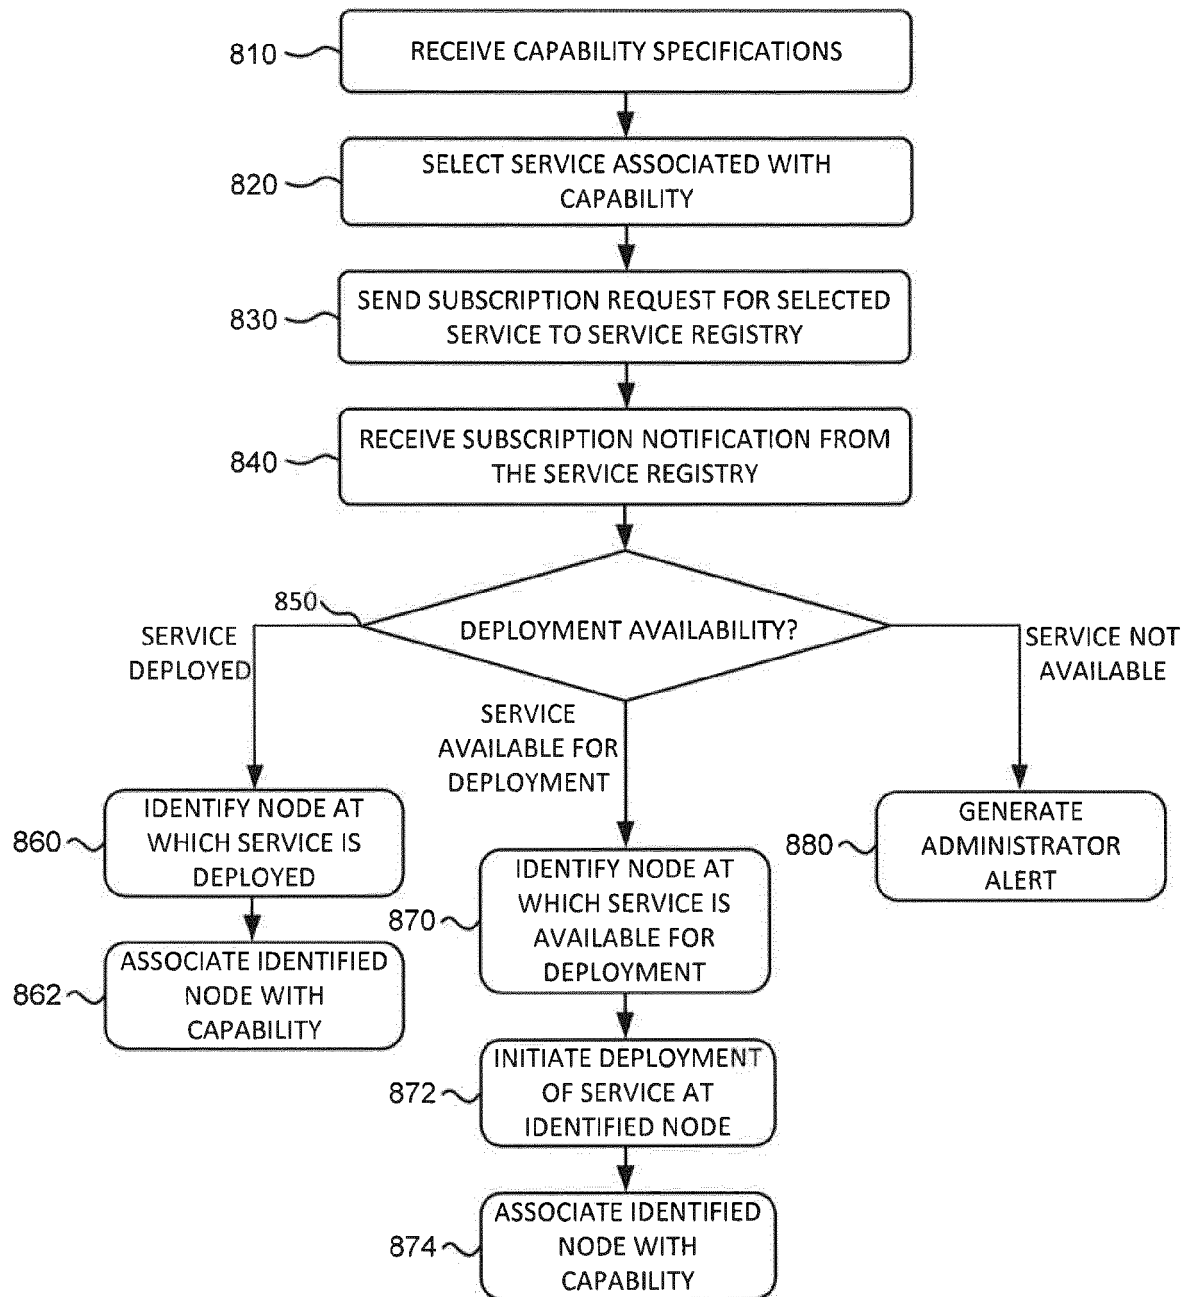 810
RECEIVE CAPABILITY SPECIFICATIONS
820
SELECT SERVICE ASSOCIATED WITH
CAPABILITY
830
SEND SUBSCRIPTION REQUEST FOR SELECTED
SERVICE TO SERVICE REGISTRY
840
RECEIVE SUBSCRIPTION NOTIFICATION FROM
THE SERVICE REGISTRY
850
DEPLOYMENT AVAILABILITY?
SERVICE
DEPLOYED
SERVICE
AVAILABLE FOR
DEPLOYMENT
SERVICE NOT
AVAILABLE
860
IDENTIFY NODE AT
WHICH SERVICE IS
DEPLOYED
862
ASSOCIATE IDENTIFIED
NODE WITH
CAPABILITY
870
IDENTIFY NODE AT
WHICH SERVICE IS
AVAILABLE FOR
DEPLOYMENT
872
INITIATE DEPLOYMENT
OF SERVICE AT
IDENTIFIED NODE
874
ASSOCIATE IDENTIFIED
NODE WITH
CAPABILITY
880
GENERATE
ADMINISTRATOR
ALERT